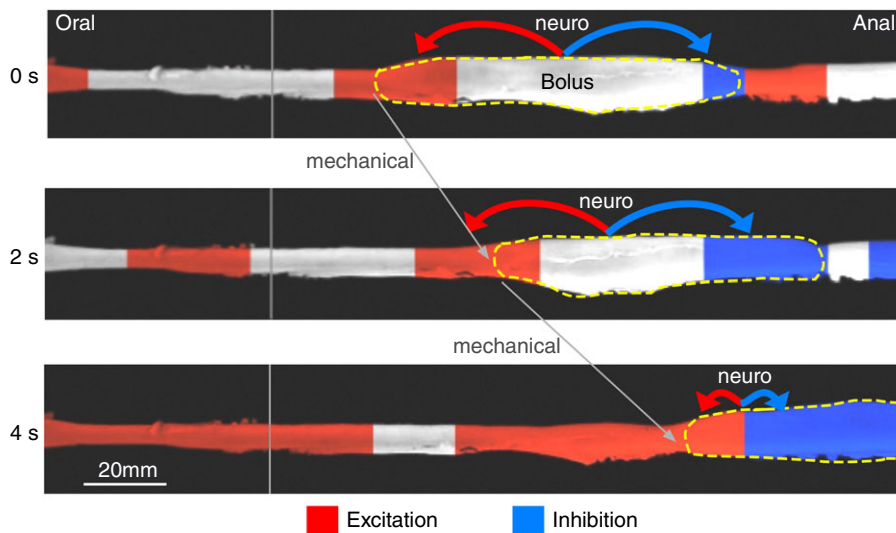 Oral neuro Anal
0 s Bolus
mechanical
neuro
2 s
mechanical
neuro
4 s
20mm
Excitation Inhibition